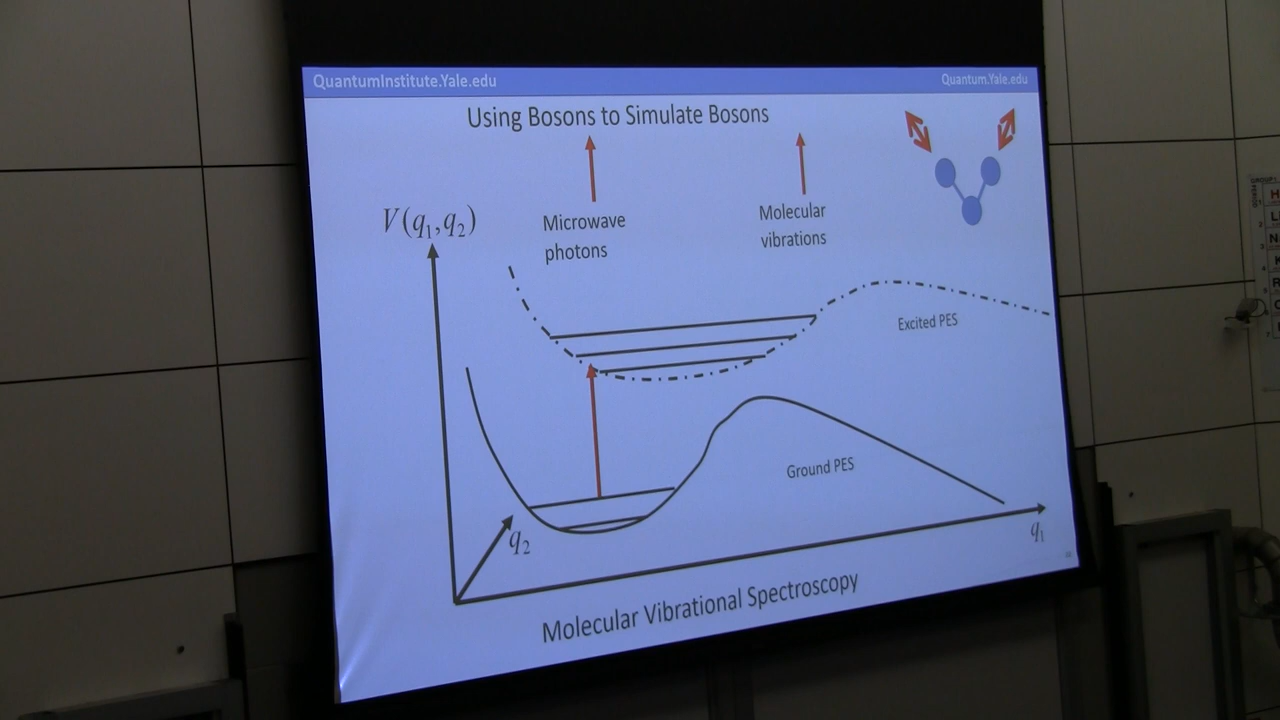 QuantumInstitute.Yale.edu
Quantum.Yale.edu
Using Bosons to Simulate Bosons
Microwave
photons
Molecular
vibrations
V(q₁,q₂)
Excited PES
Ground PES
q₂
q₁
Molecular Vibrational Spectroscopy